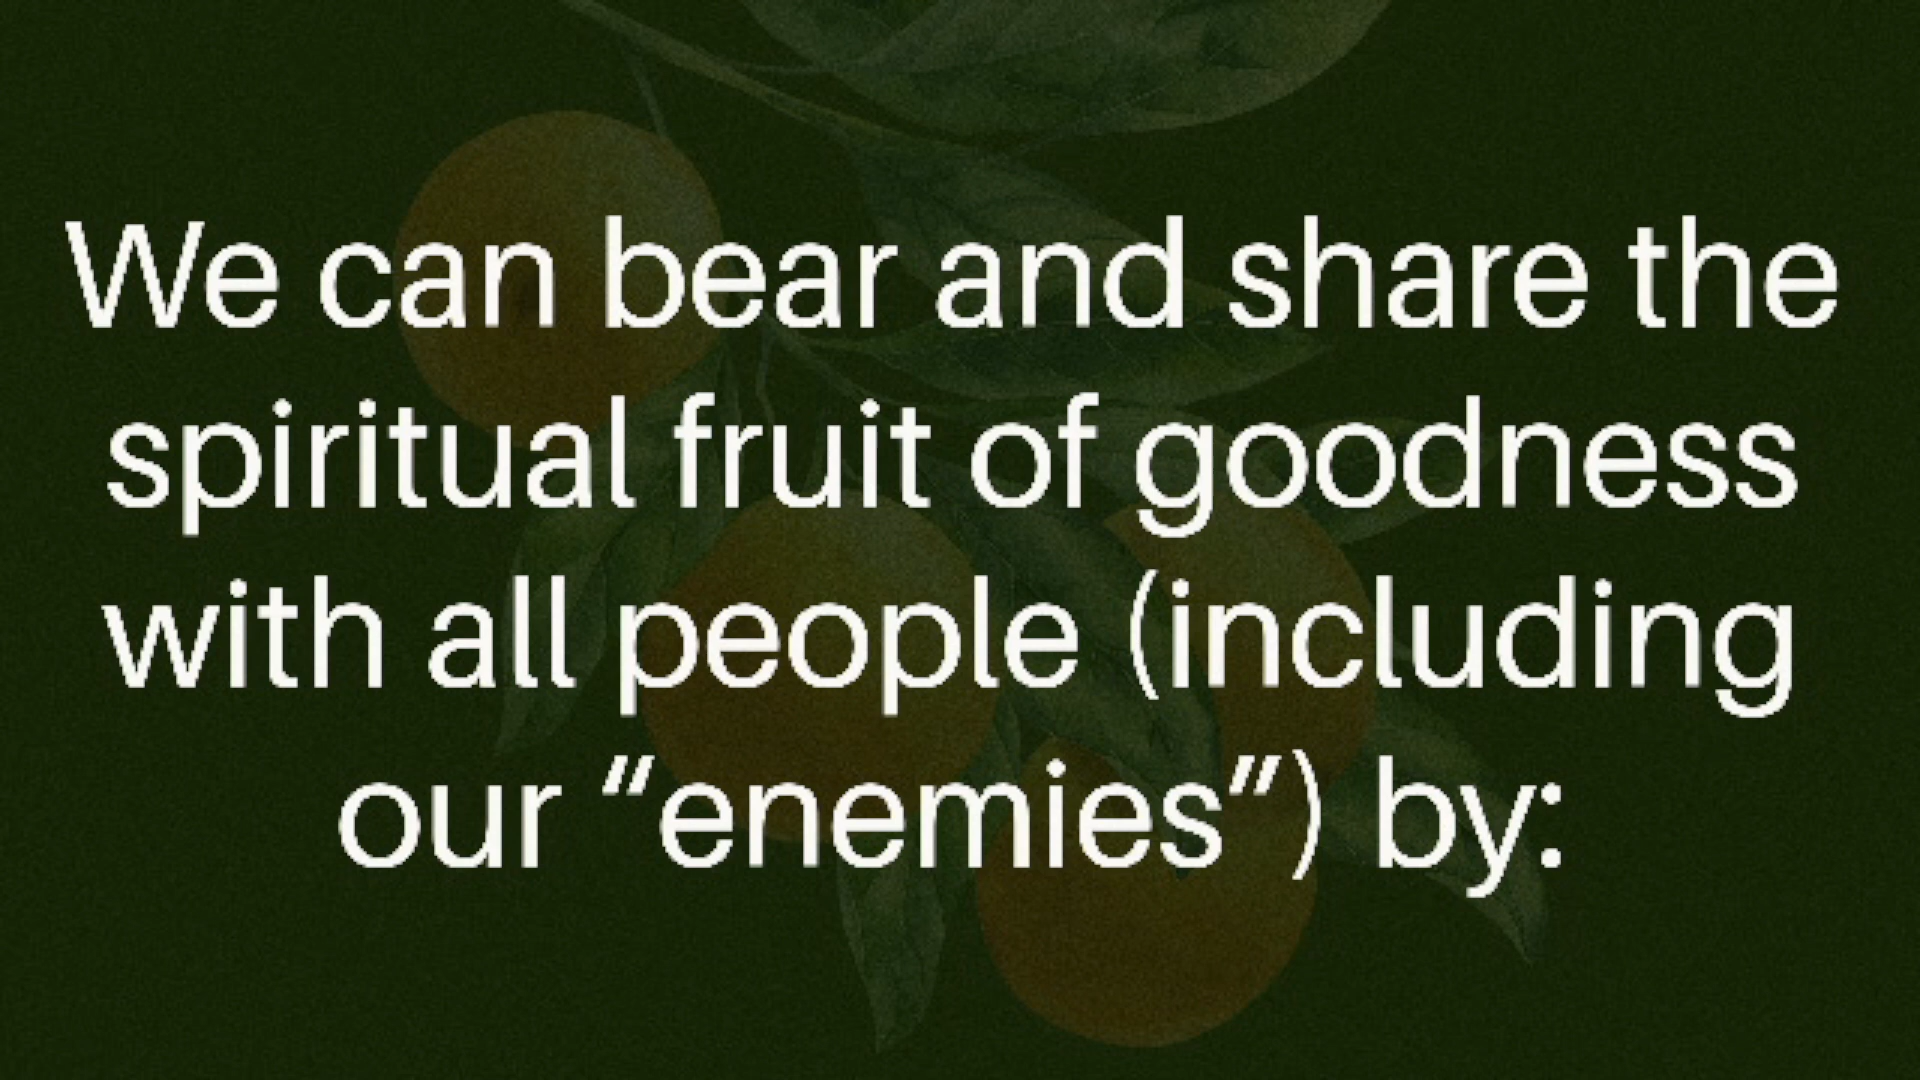 We can bear and share the
spiritual fruit of goodness
with all people (including
our “enemies”) by: